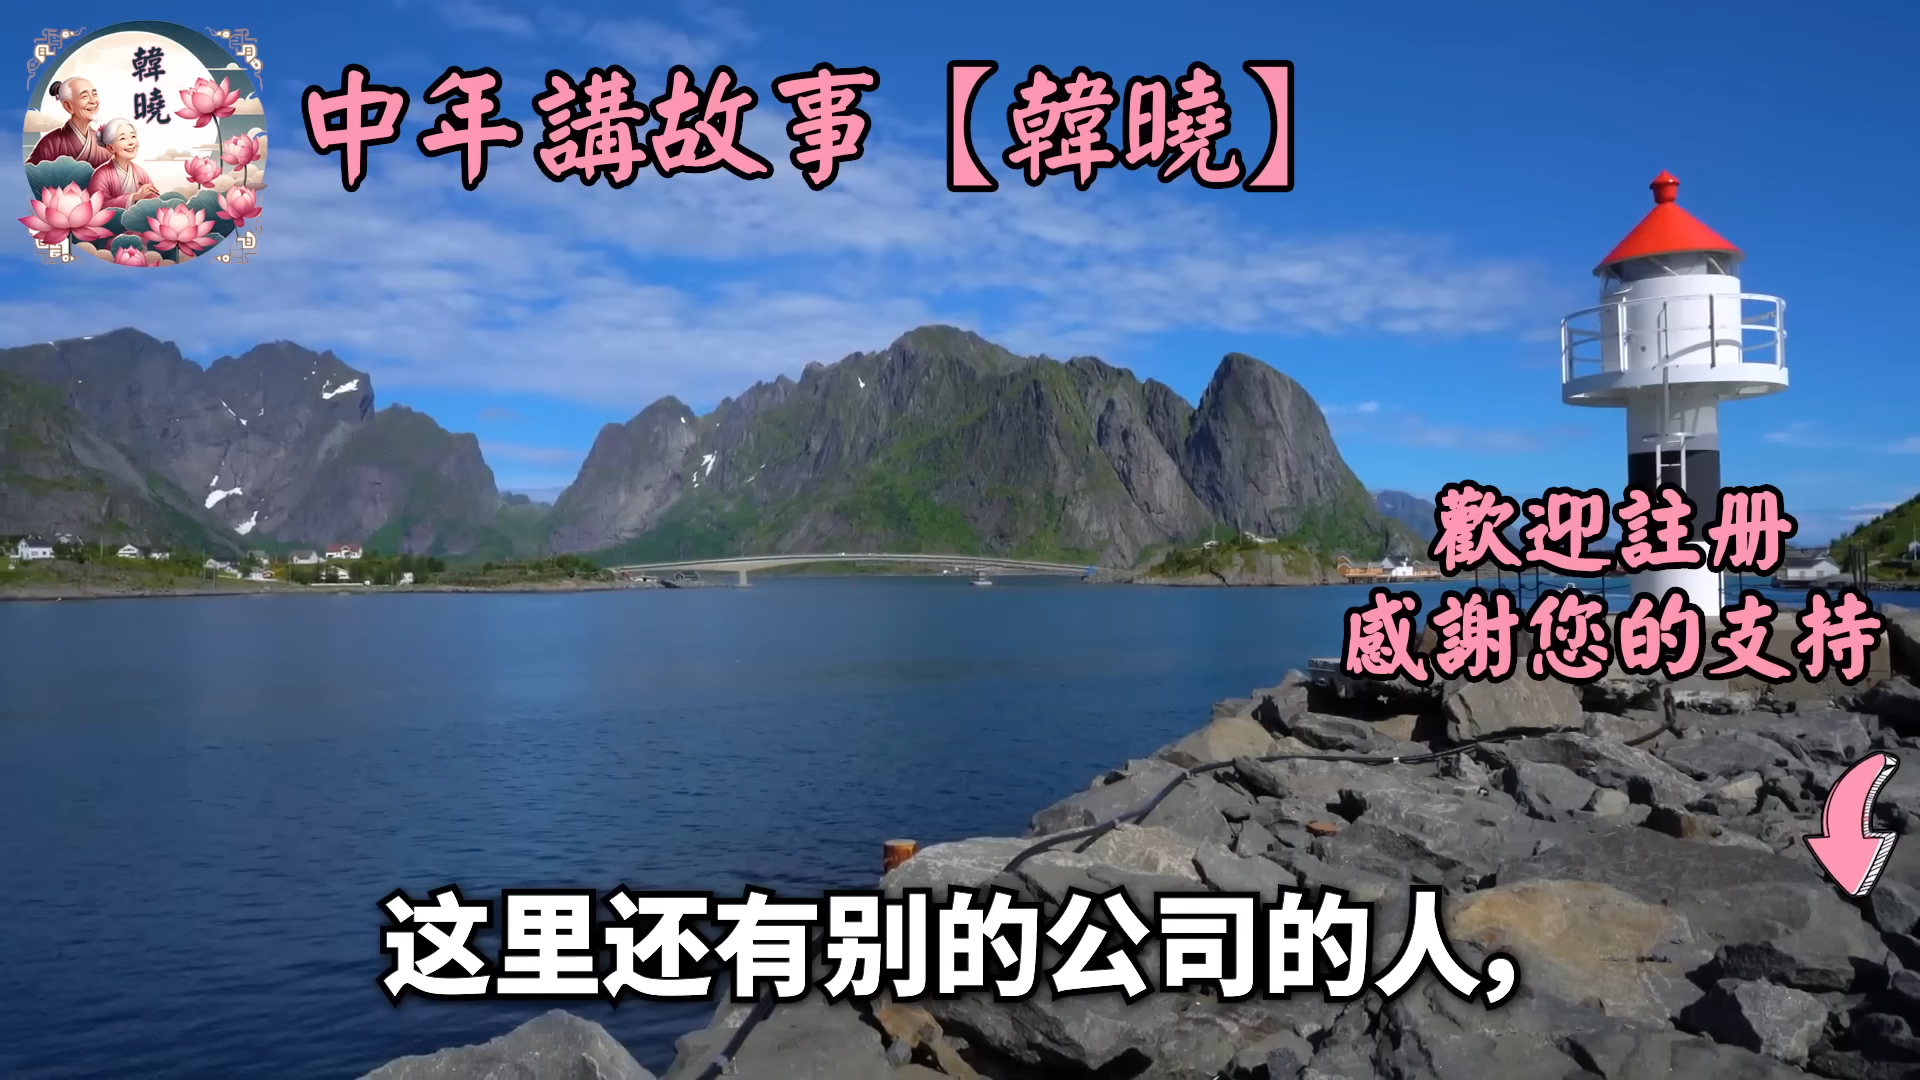 韓曉
中年講故事【韓曉】
歡迎註册
感謝您的支持
这里还有别的公司的人,